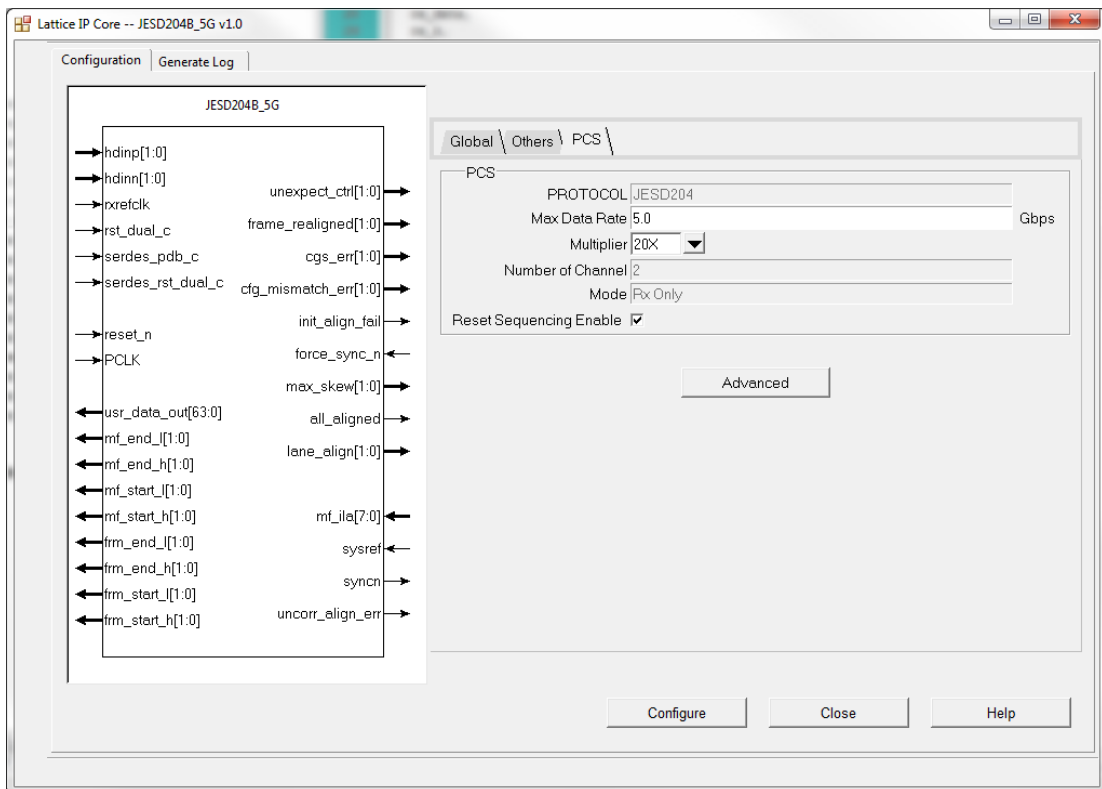 Lattice IP Core -- JESD204B_5G v1.0
Configuration
Generate Log
JESD204B_5G
hdinp[1:0]
hdinn[1:0]
rxrefclk
rst_dual_c
serdes_pdb_c
serdes_rst_dual_c
reset_n
PCLK
usr_data_out[63:0]
mf_end_l[1:0]
mf_end_h[1:0]
mf_start_l[1:0]
mf_start_h[1:0]
frm_end_l[1:0]
frm_end_h[1:0]
frm_start_l[1:0]
frm_start_h[1:0]
unexpect_ctrl[1:0]
frame_realigned[1:0]
cgs_err[1:0]
cfg_mismatch_err[1:0]
init_align_fail
force_sync_n
max_skew[1:0]
all_aligned
lane_align[1:0]
mf_ila[7:0]
sysref
syncn
uncorr_align_err
Global \ Others \ PCS \
PCS
PROTOCOL JESD204
Max Data Rate 5.0 Gbps
Multiplier 20X
Number of Channel 2
Mode Rx Only
Reset Sequencing Enable
Advanced
Configure
Close
Help